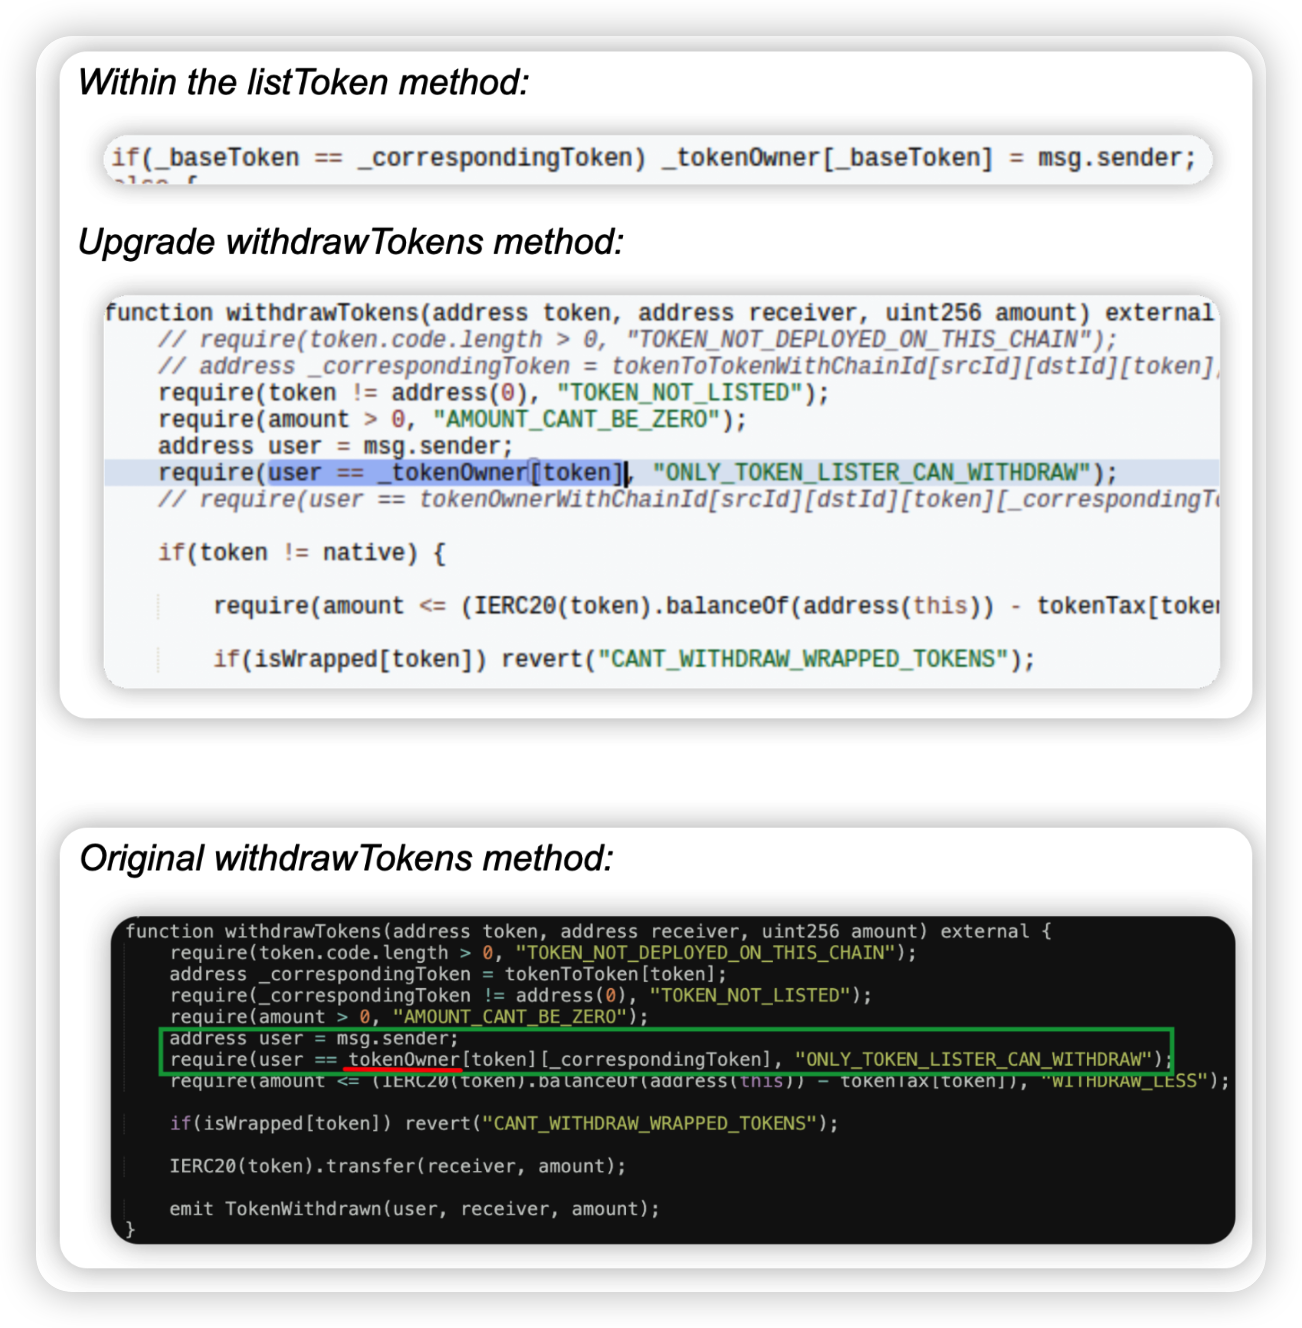 Within the listToken method:
if(_baseToken == _correspondingToken) _tokenOwner[_baseToken] = msg.sender;
else {
Upgrade withdrawTokens method:
function withdrawTokens(address token, address receiver, uint256 amount) external
// require(token.code.length > 0, "TOKEN_NOT_DEPLOYED_ON_THIS_CHAIN");
// address _correspondingToken = tokenToTokenWithChainId[srcId][dstId][token];
require(token != address(0), "TOKEN_NOT_LISTED");
require(amount > 0, "AMOUNT_CANT_BE_ZERO");
address user = msg.sender;
require(user == _tokenOwner[token], "ONLY_TOKEN_LISTER_CAN_WITHDRAW");
// require(user == tokenOwnerWithChainId[srcId][dstId][token][_correspondingTo
if(token != native) {
require(amount <= (IERC20(token).balanceOf(address(this)) - tokenTax[token
if(isWrapped[token]) revert("CANT_WITHDRAW_WRAPPED_TOKENS");
Original withdrawTokens method:
function withdrawTokens(address token, address receiver, uint256 amount) external {
require(token.code.length > 0, "TOKEN_NOT_DEPLOYED_ON_THIS_CHAIN");
address _correspondingToken = tokenToToken[token];
require(_correspondingToken != address(0), "TOKEN_NOT_LISTED");
require(amount > 0, "AMOUNT_CANT_BE_ZERO");
address user = msg.sender;
require(user == tokenOwner[token][_correspondingToken], "ONLY_TOKEN_LISTER_CAN_WITHDRAW");
require(amount <= (IERC20(token).balanceOf(address(this)) - tokenTax[token]), "WITHDRAW_LESS");
if(isWrapped[token]) revert("CANT_WITHDRAW_WRAPPED_TOKENS");
IERC20(token).transfer(receiver, amount);
emit TokenWithdrawn(user, receiver, amount);
}